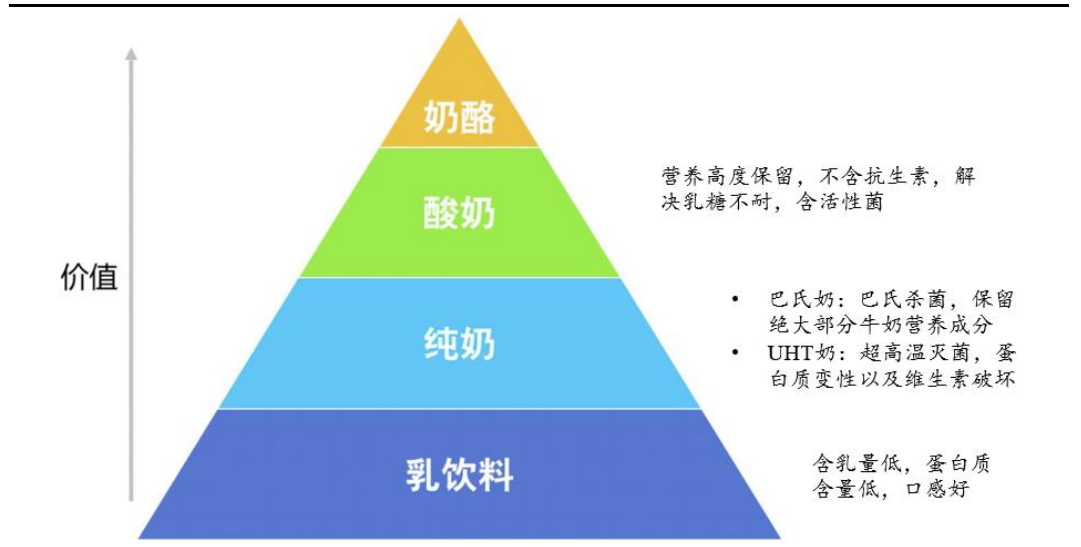 奶酪
营养高度保留，不含抗生素，解
决乳糖不耐，含活性菌
酸奶
价值
• 巴氏奶：巴氏杀菌，保留
绝大部分牛奶营养成分
纯奶
• UHT奶：超高温灭菌，蛋
白质变性以及维生素破坏
乳饮料
含乳量低，蛋白质
含量低，口感好